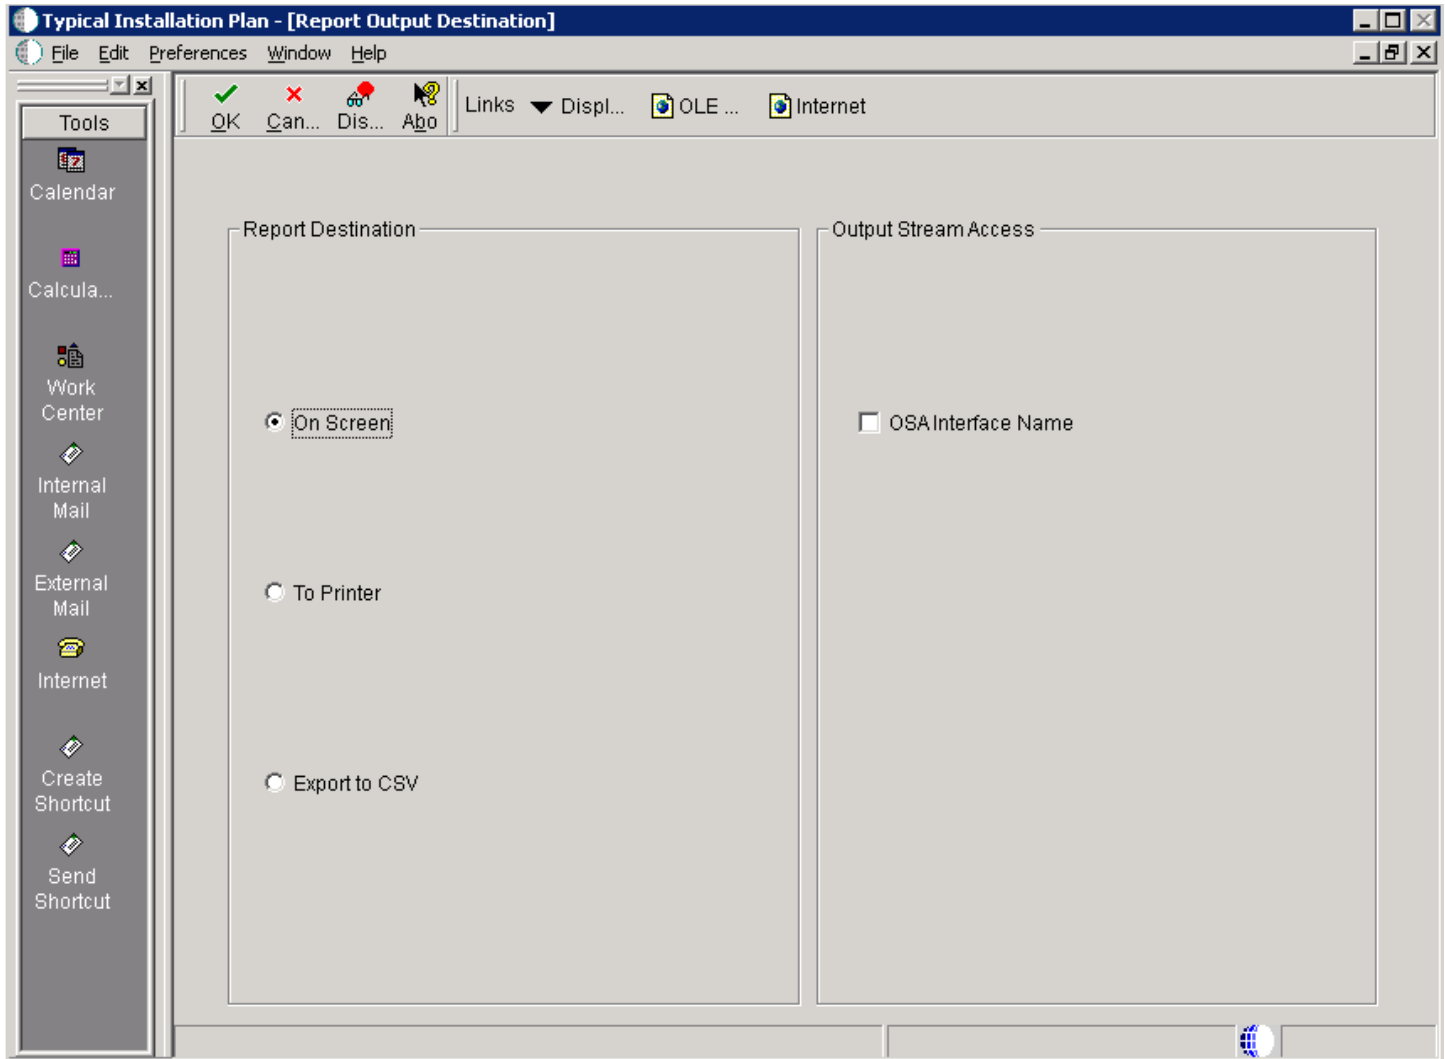 Typical Installation Plan - [Report Output Destination]
File Edit Preferences Window Help
Tools
Calendar
Calcula...
Work
Center
Internal
Mail
External
Mail
Internet
Create
Shortcut
Send
Shortcut
OK Can... Dis... Abo Links Displ... OLE ... Internet
Report Destination
On Screen
To Printer
Export to CSV
Output Stream Access
OSA Interface Name